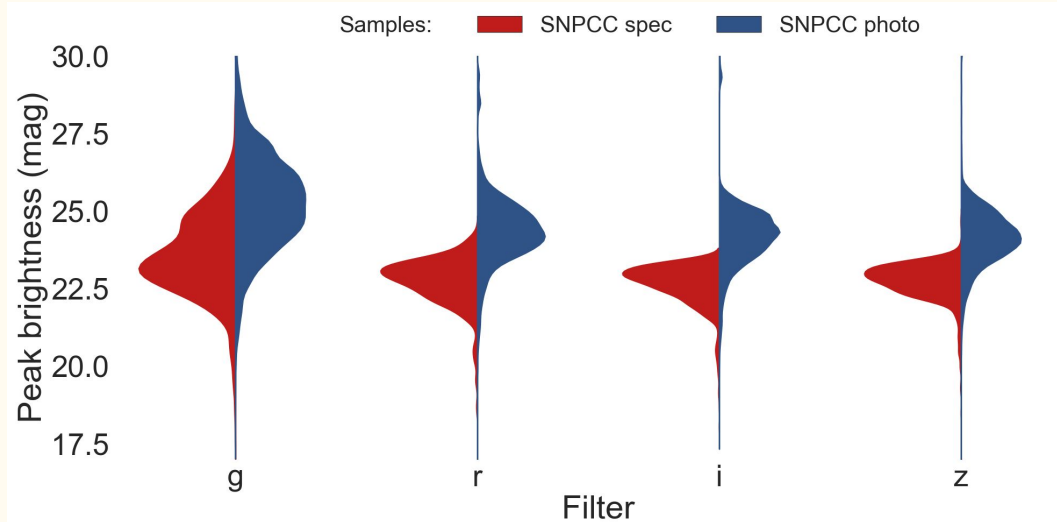 Samples: SNPCC spec SNPCC photo
Peak brightness (mag)
30.0
27.5
25.0
22.5
20.0
17.5
g r i z
Filter